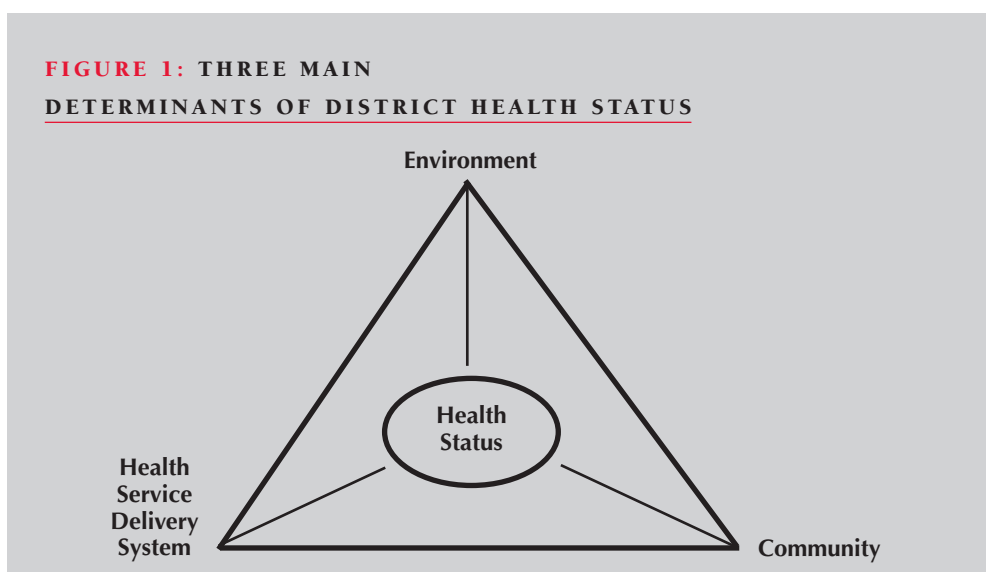 FIGURE 1: THREE MAIN
DETERMINANTS OF DISTRICT HEALTH STATUS
Environment
Health
Status
Health
Service
Delivery
System
Community